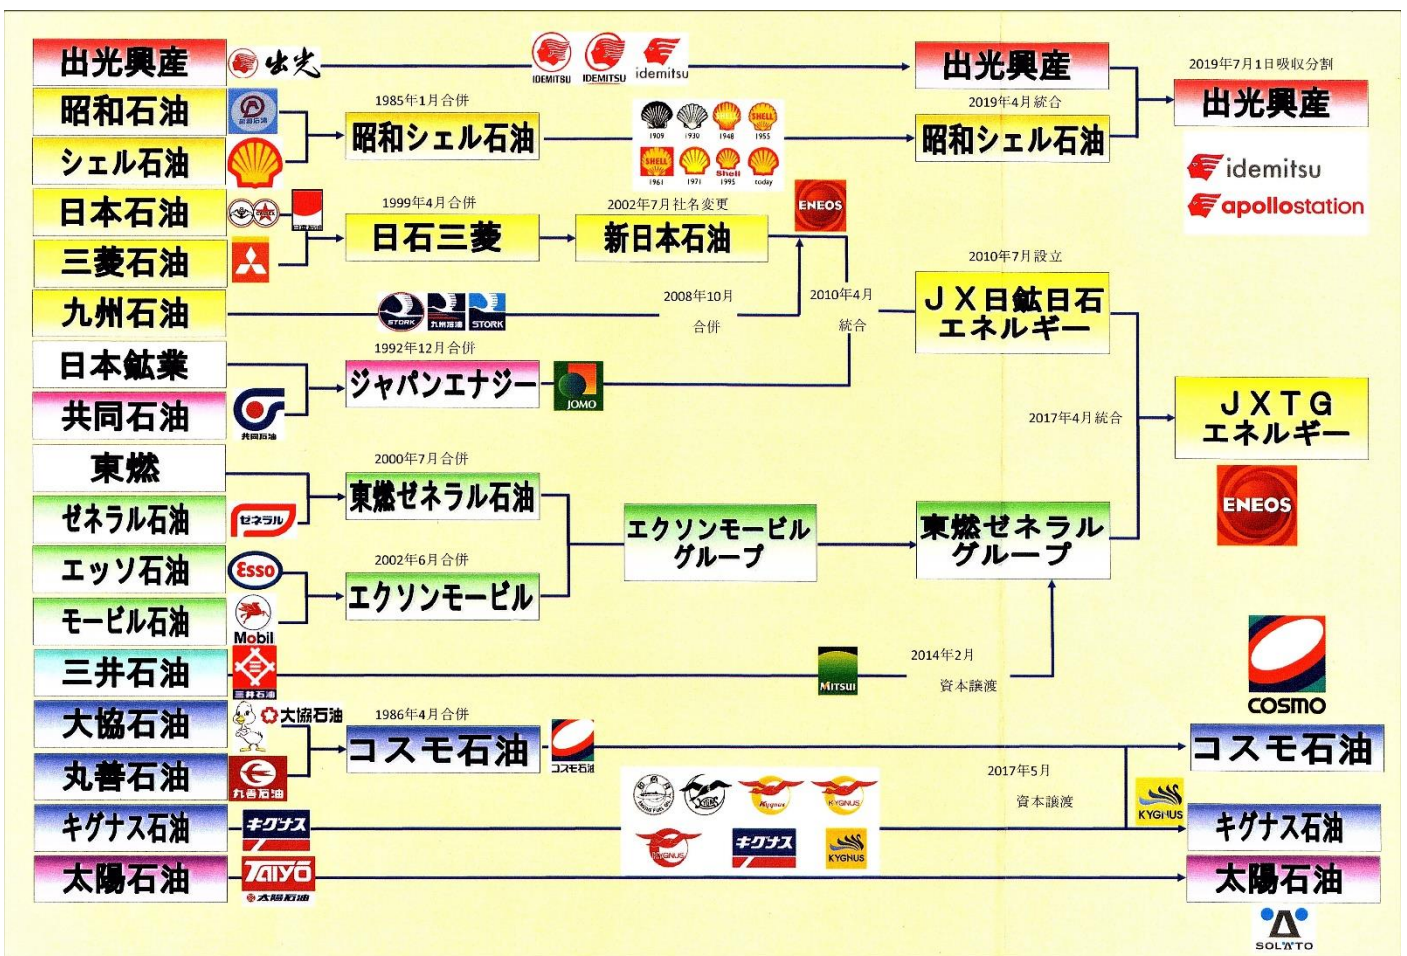 出光興産
出光
IDEMITSU
IDEMITSU
idemitsu
出光興産
2019年7月1日吸収分割
出光興産
idemitsu
apollostation
昭和石油
昭和石油
シェル石油
1985年1月合併
昭和シェル石油
1909
1930
SHELL
1948
SHELL
1955
SHELL
1961
1971
Shell
1995
today
2019年4月統合
昭和シェル石油
日本石油
三菱石油
1999年4月合併
日石三菱
2002年7月社名変更
新日本石油
ENEOS
九州石油
STORK
九州石油
STORK
2008年10月
合併
2010年4月
統合
2010年7月設立
JX日鉱日石
エネルギー
日本鉱業
共同石油
共同石油
1992年12月合併
ジャパンエナジー
JOMO
2017年4月統合
JXTG
エネルギー
ENEOS
東燃
ゼネラル石油
ゼネラル
2000年7月合併
東燃ゼネラル石油
エッソ石油
Esso
モービル石油
Mobil
2002年6月合併
エクソンモービル
エクソンモービル
グループ
東燃ゼネラル
グループ
三井石油
三井石油
MITSUI
2014年2月
資本譲渡
大協石油
大協石油
丸善石油
丸善石油
1986年4月合併
コスモ石油
コスモ石油
COSMO
コスモ石油
2017年5月
資本譲渡
キグナス石油
キグナス
Kygnus
KYGNUS
KYGNUS
キグナス
KYGNUS
KYGNUS
キグナス石油
太陽石油
TAIYO
太陽石油
太陽石油
SOLATO